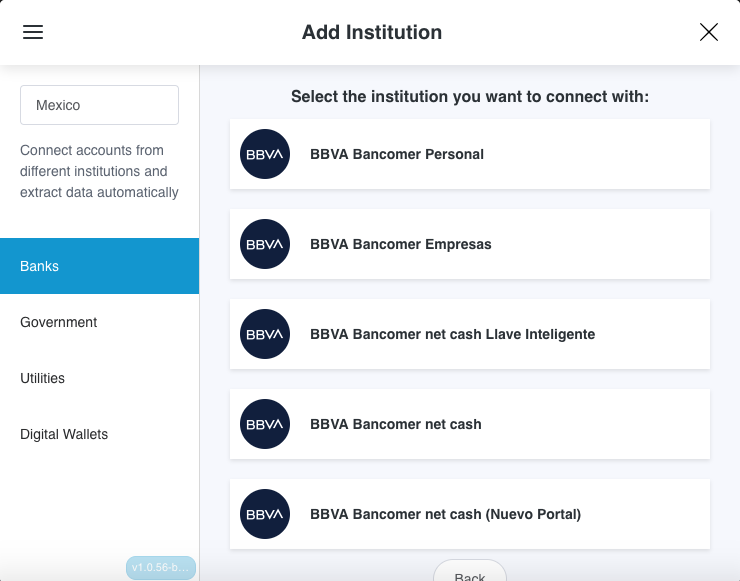 Add Institution
Mexico
Connect accounts from
different institutions and
extract data automatically
Banks
Government
Utilities
Digital Wallets
v1.0.56-b...
Select the institution you want to connect with:
BBVA
BBVA Bancomer Personal
BBVA
BBVA Bancomer Empresas
BBVA
BBVA Bancomer net cash Llave Inteligente
BBVA
BBVA Bancomer net cash
BBVA
BBVA Bancomer net cash (Nuevo Portal)
Back